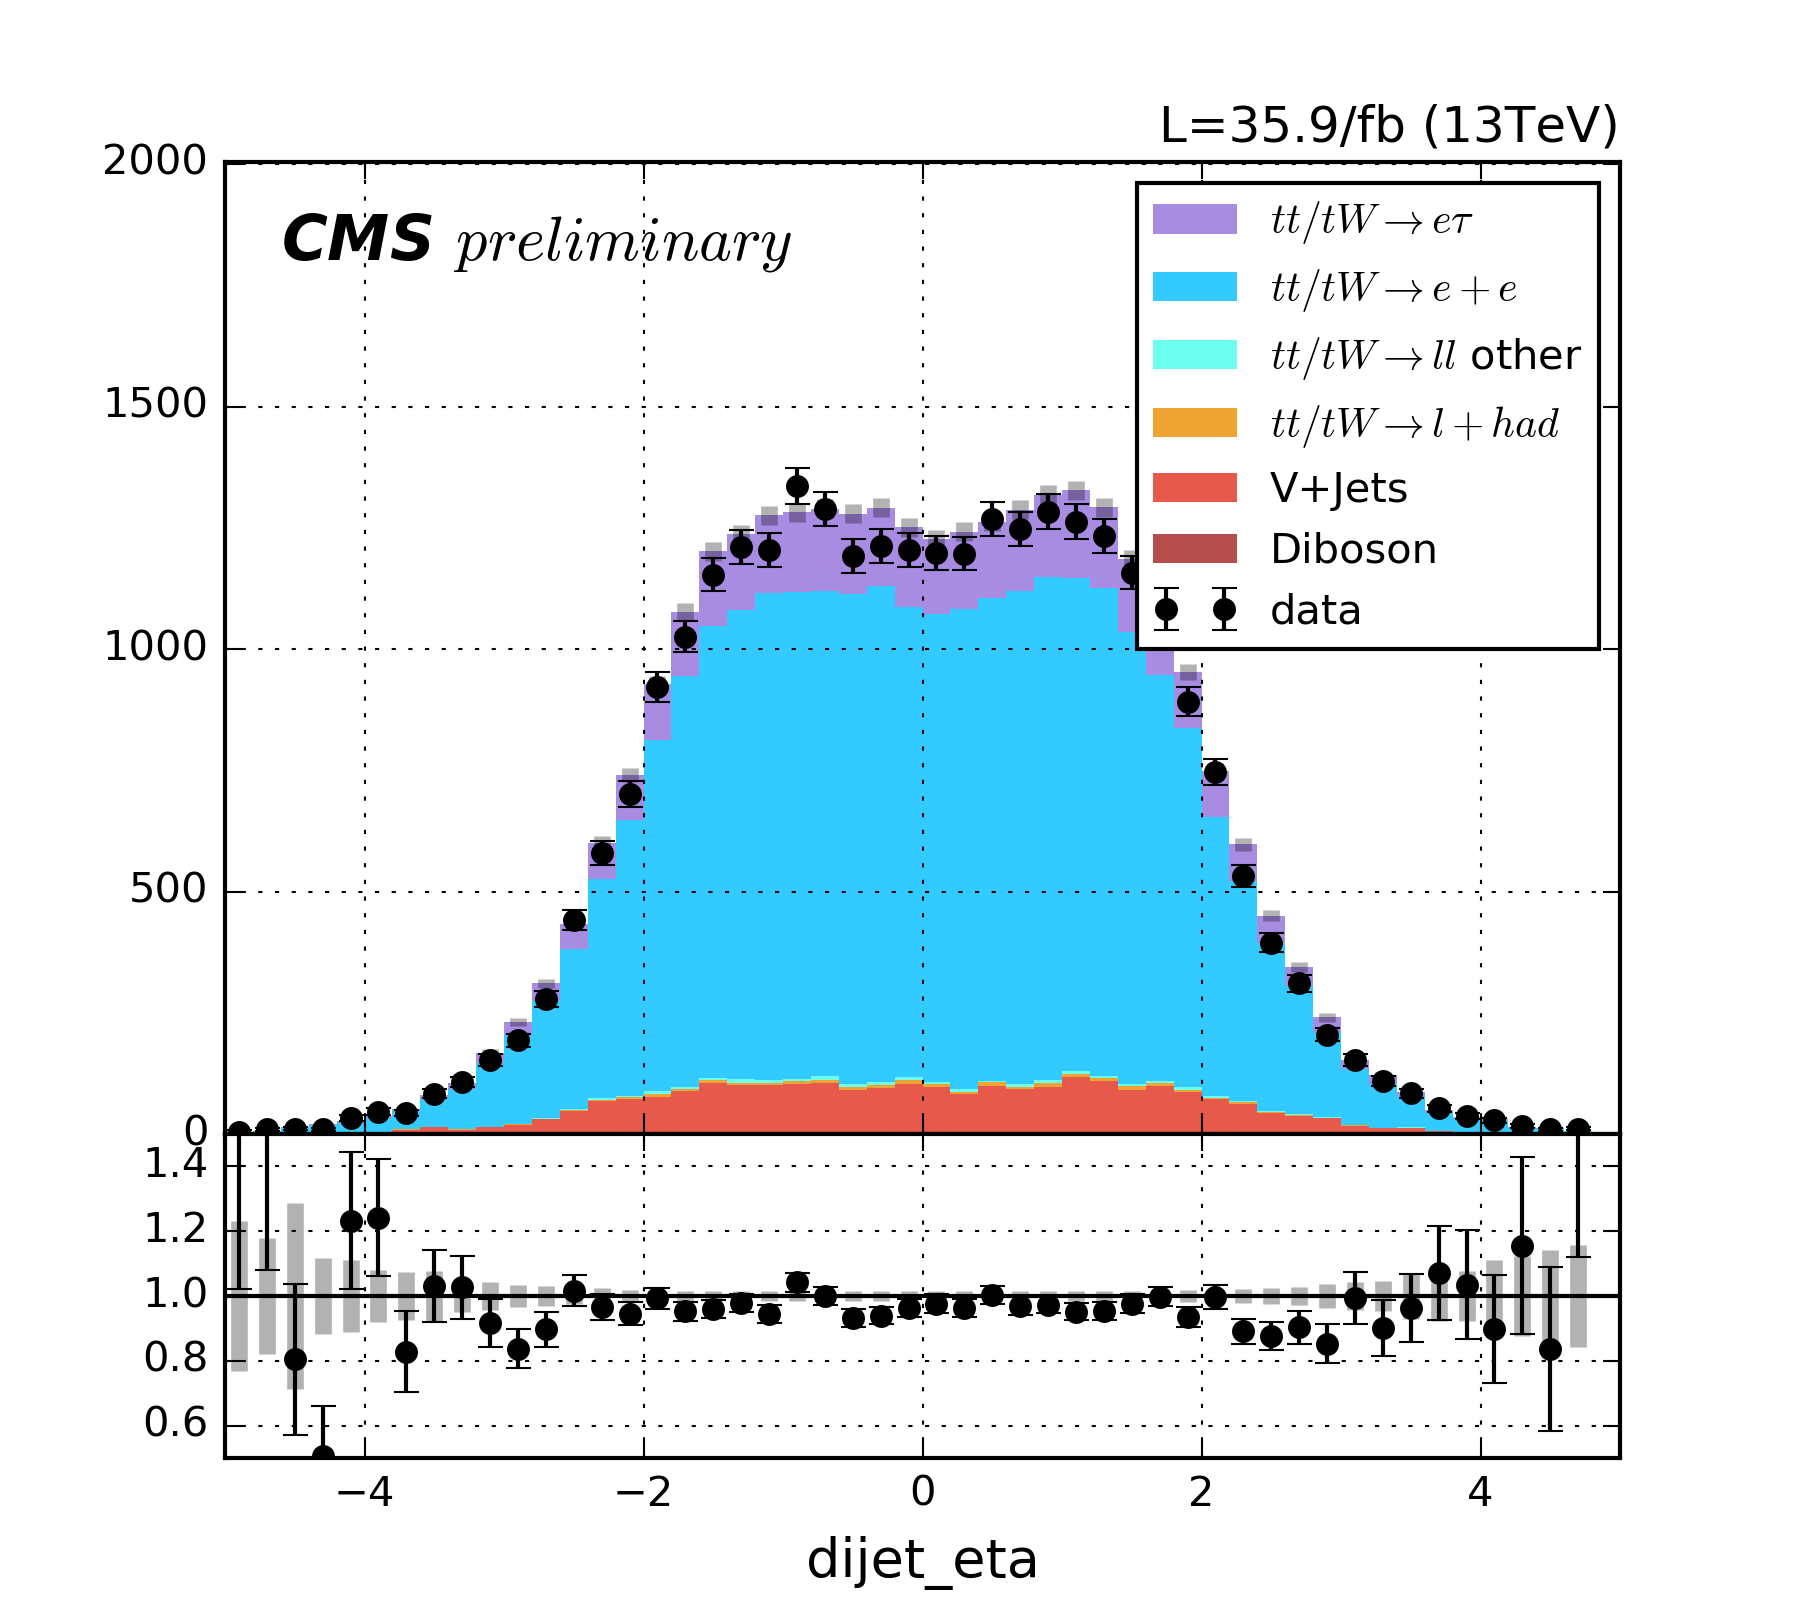 L=35.9/fb (13TeV)
CMS preliminary
2000
1500
1000
500
0
tt/tW→eτ
tt/tW→e+e
tt/tW→ll other
tt/tW→l+had
V+Jets
Diboson
data
1.4
1.2
1.0
0.8
0.6
−4 −2 0 2 4
dijet_eta